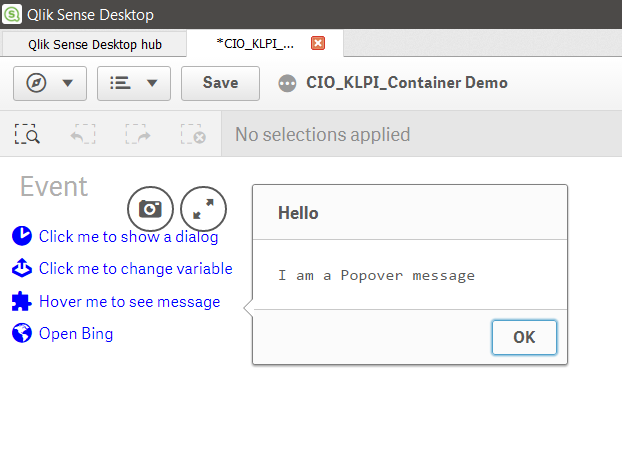 Qlik Sense Desktop
Qlik Sense Desktop hub
*CIO_KLPI_...
Save
CIO_KLPI_Container Demo
No selections applied
Event
Click me to show a dialog
Click me to change variable
Hover me to see message
Open Bing
Hello
I am a Popover message
OK